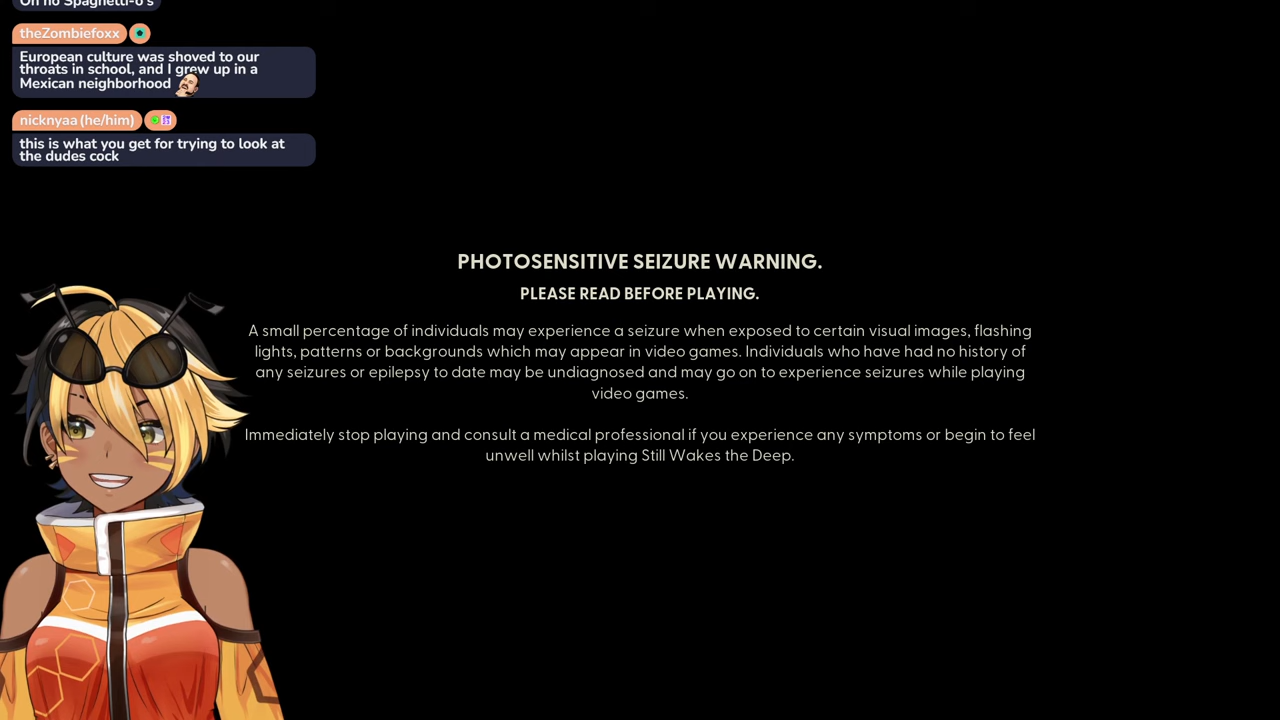 Oh no Spaghetti-o's
theZombiefoxx
European culture was shoved to our
throats in school, and I grew up in a
Mexican neighborhood
nicknyaa (he/him)
this is what you get for trying to look at
the dudes cock
PHOTOSENSITIVE SEIZURE WARNING.
PLEASE READ BEFORE PLAYING.
A small percentage of individuals may experience a seizure when exposed to certain visual images, flashing
lights, patterns or backgrounds which may appear in video games. Individuals who have had no history of
any seizures or epilepsy to date may be undiagnosed and may go on to experience seizures while playing
video games.
Immediately stop playing and consult a medical professional if you experience any symptoms or begin to feel
unwell whilst playing Still Wakes the Deep.